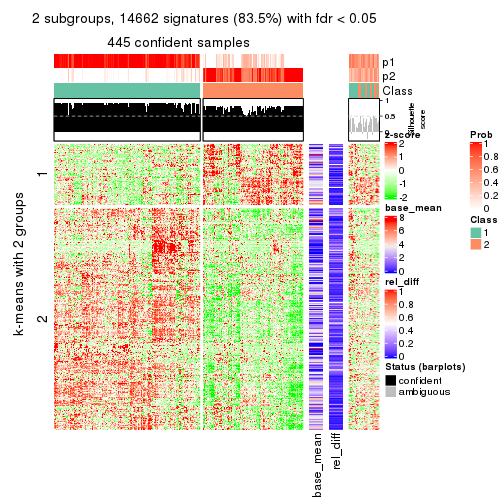 2 subgroups, 14662 signatures (83.5%) with fdr < 0.05
445 confident samples
p1
p2
Class
1
0.5
0
Silhouette
score
k-means with 2 groups
1
2
base_mean
rel_diff
z-score
2
1
0
-1
-2
base_mean
8
6
4
2
0
rel_diff
1
0.8
0.6
0.4
0.2
0
Status (barplots)
confident
ambiguous
Prob
1
0.8
0.6
0.4
0.2
0
Class
1
2